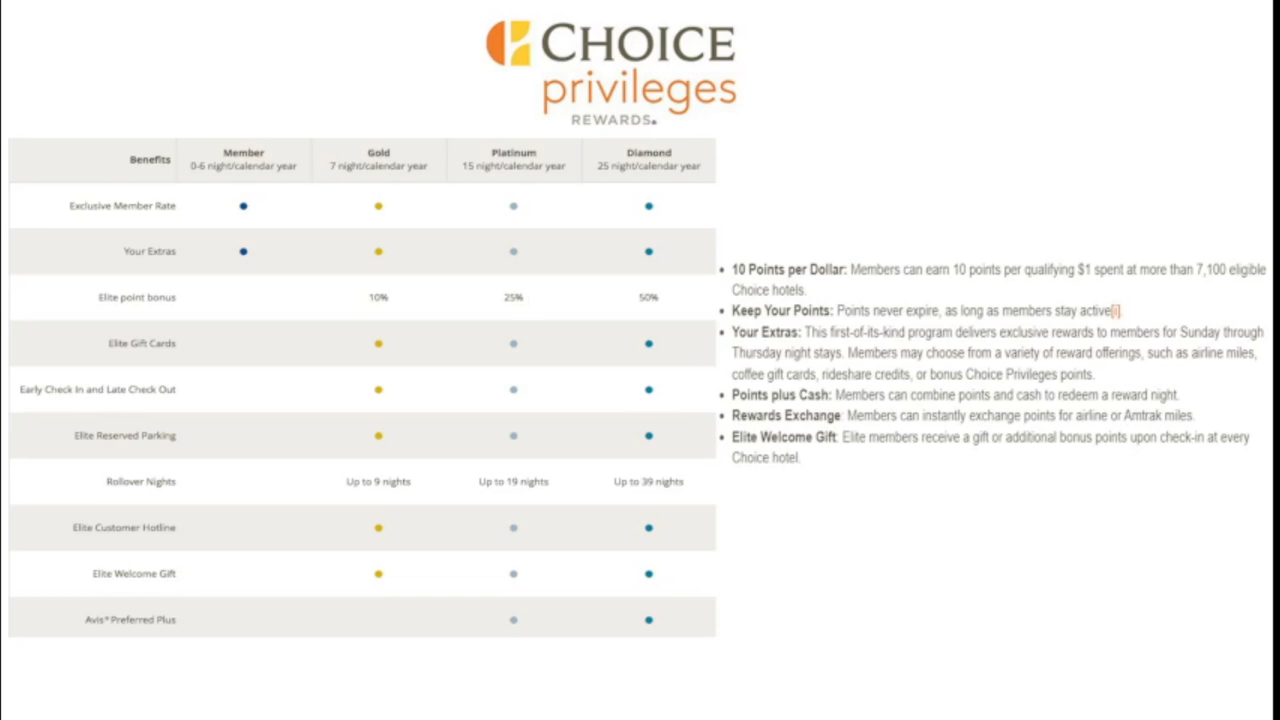 CHOICE
privileges
REWARDS.
Benefits Member Gold Platinum Diamond
0-6 night/calendar year 7 night/calendar year 15 night/calendar year 25 night/calendar year
Exclusive Member Rate
Your Extras
Elite point bonus 10% 25% 50%
Elite Gift Cards
Early Check In and Late Check Out
Elite Reserved Parking
Rollover Nights Up to 9 nights Up to 19 nights Up to 39 nights
Elite Customer Hotline
Elite Welcome Gift
Avis® Preferred Plus
• 10 Points per Dollar: Members can earn 10 points per qualifying $1 spent at more than 7,100 eligible
Choice hotels.
• Keep Your Points: Points never expire, as long as members stay active[i].
• Your Extras: This first-of-its-kind program delivers exclusive rewards to members for Sunday through
Thursday night stays. Members may choose from a variety of reward offerings, such as airline miles,
coffee gift cards, rideshare credits, or bonus Choice Privileges points.
• Points plus Cash: Members can combine points and cash to redeem a reward night.
• Rewards Exchange: Members can instantly exchange points for airline or Amtrak miles.
• Elite Welcome Gift: Elite members receive a gift or additional bonus points upon check-in at every
Choice hotel.